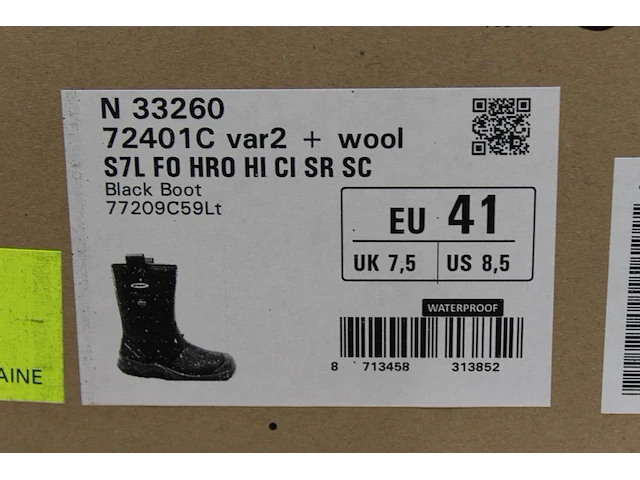 N 33260
72401C var2 + wool
S7L FO HRO HI CI SR SC
Black Boot
77209C59Lt
EU 41
UK 7,5 US 8,5
WATERPROOF
8 713458 313852
AINE